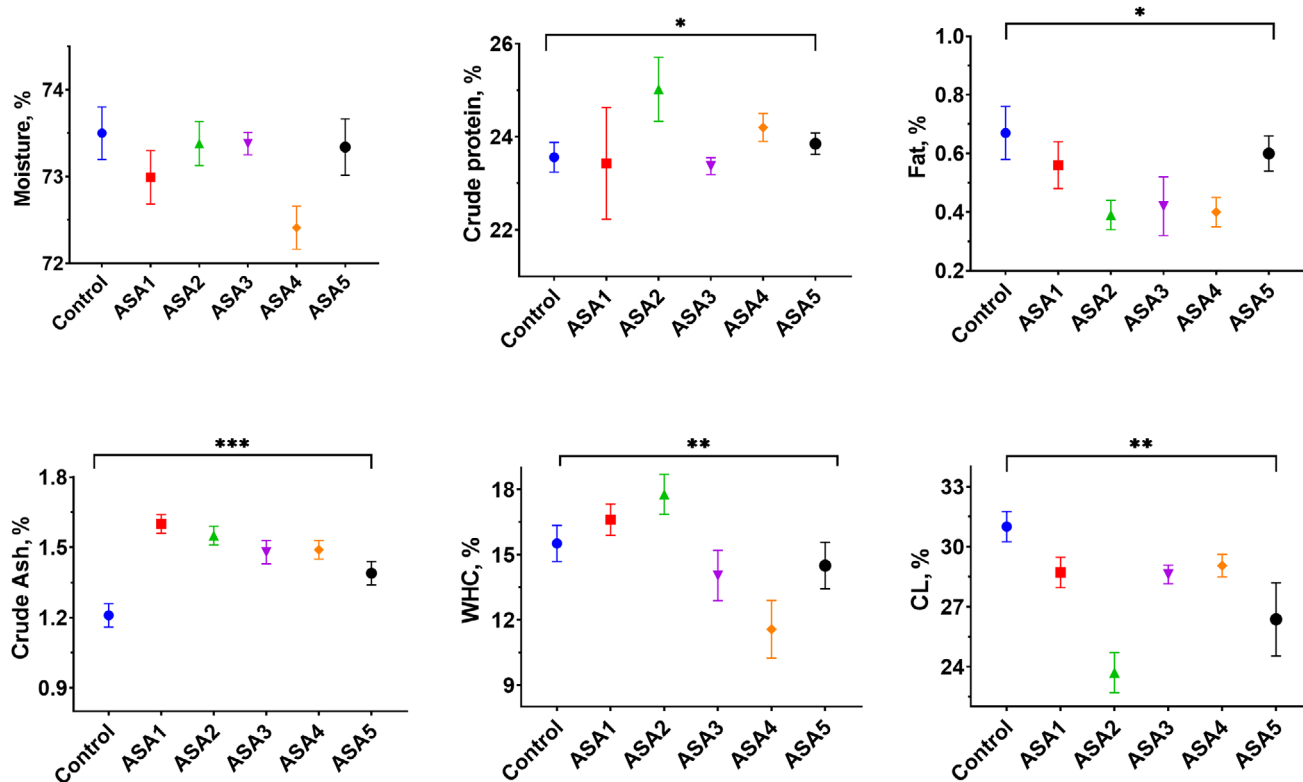 *
*
Moisture, %
74
73
72
Control
ASA1
ASA2
ASA3
ASA4
ASA5
Crude protein, %
26
24
22
Control
ASA1
ASA2
ASA3
ASA4
ASA5
Fat, %
1.0
0.8
0.6
0.4
0.2
Control
ASA1
ASA2
ASA3
ASA4
ASA5
***
**
**
Crude Ash, %
1.8
1.5
1.2
0.9
Control
ASA1
ASA2
ASA3
ASA4
ASA5
WHC, %
18
15
12
9
Control
ASA1
ASA2
ASA3
ASA4
ASA5
CL, %
33
30
27
24
Control
ASA1
ASA2
ASA3
ASA4
ASA5